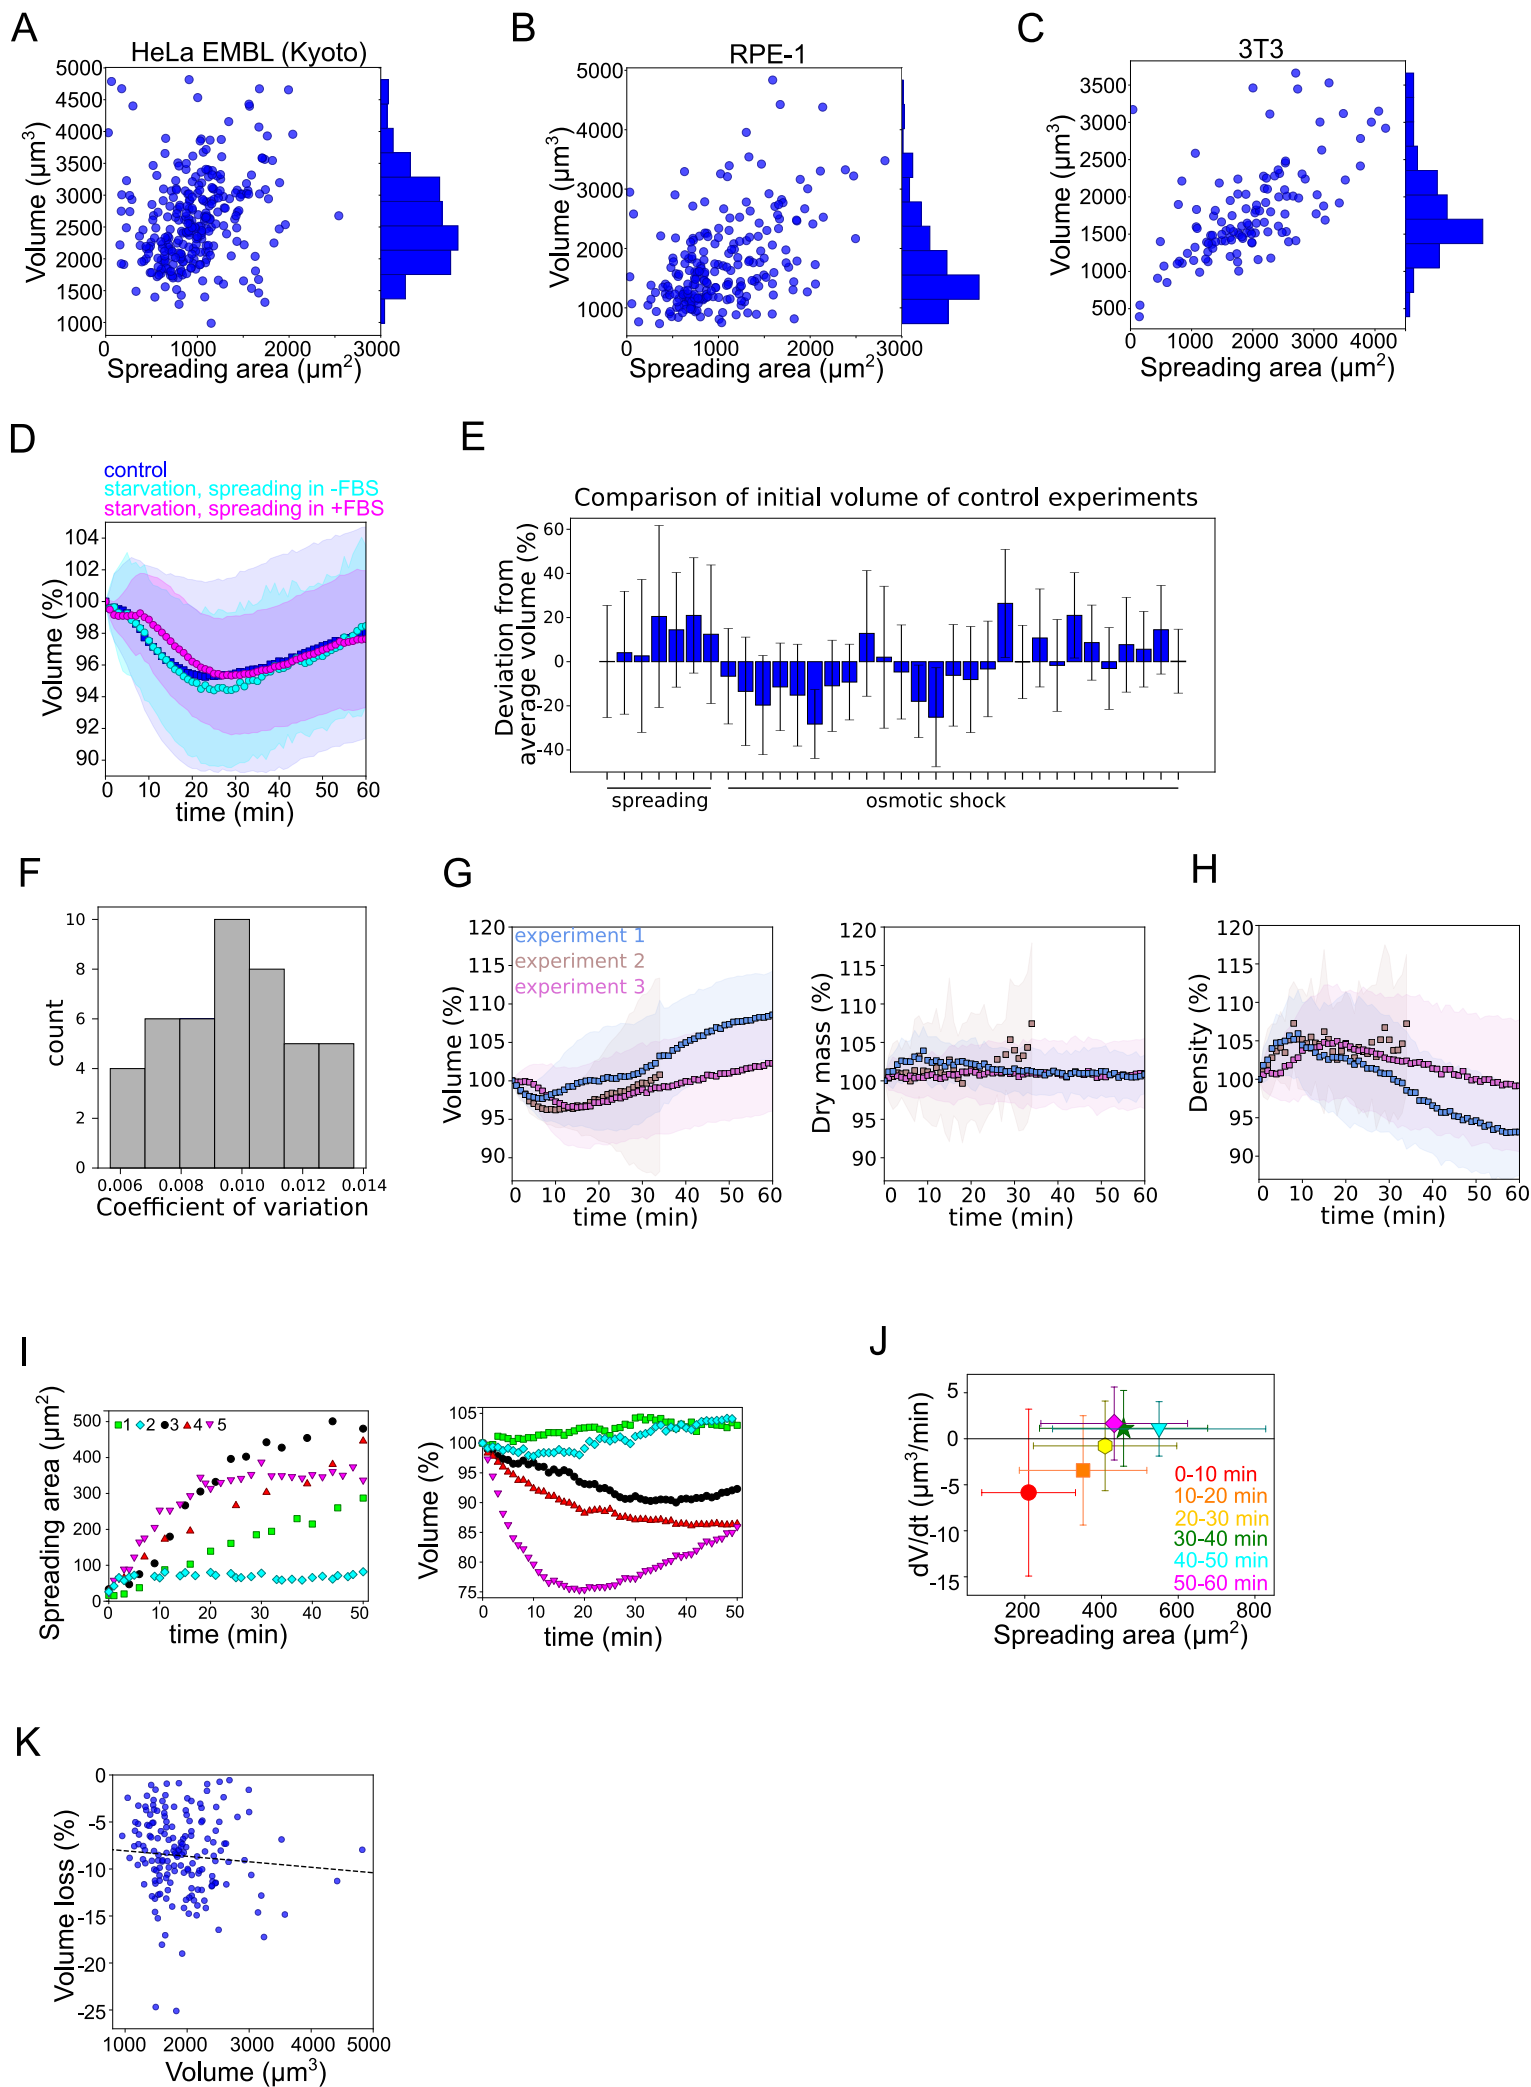 A
HeLa EMBL (Kyoto)
Volume (µm³)
5000
4500
4000
3500
3000
2500
2000
1500
1000
0 1000 2000 3000
Spreading area (µm²)
B
RPE-1
Volume (µm³)
5000
4000
3000
2000
1000
0 1000 2000 3000
Spreading area (µm²)
C
3T3
Volume (µm³)
3500
3000
2500
2000
1500
1000
500
0 1000 2000 3000 4000
Spreading area (µm²)
D
control
starvation, spreading in -FBS
starvation, spreading in +FBS
Volume (%)
104
102
100
98
96
94
92
90
0 10 20 30 40 50 60
time (min)
E
Comparison of initial volume of control experiments
Deviation from
average volume (%)
60
40
20
0
-20
-40
spreading
osmotic shock
F
count
10
8
6
4
2
0
0.006 0.008 0.010 0.012 0.014
Coefficient of variation
G
experiment 1
experiment 2
experiment 3
Volume (%)
120
115
110
105
100
95
90
0 10 20 30 40 50 60
time (min)
Dry mass (%)
120
115
110
105
100
95
90
0 10 20 30 40 50 60
time (min)
H
Density (%)
120
115
110
105
100
95
90
0 10 20 30 40 50 60
time (min)
I
1 2 3 4 5
Spreading area (µm²)
500
400
300
200
100
0
0 10 20 30 40 50
time (min)
Volume (%)
105
100
95
90
85
80
75
0 10 20 30 40 50
time (min)
J
dV/dt (µm³/min)
5
0
-5
-10
-15
0-10 min
10-20 min
20-30 min
30-40 min
40-50 min
50-60 min
200 400 600 800
Spreading area (µm²)
K
Volume loss (%)
0
-5
-10
-15
-20
-25
1000 2000 3000 4000 5000
Volume (µm³)